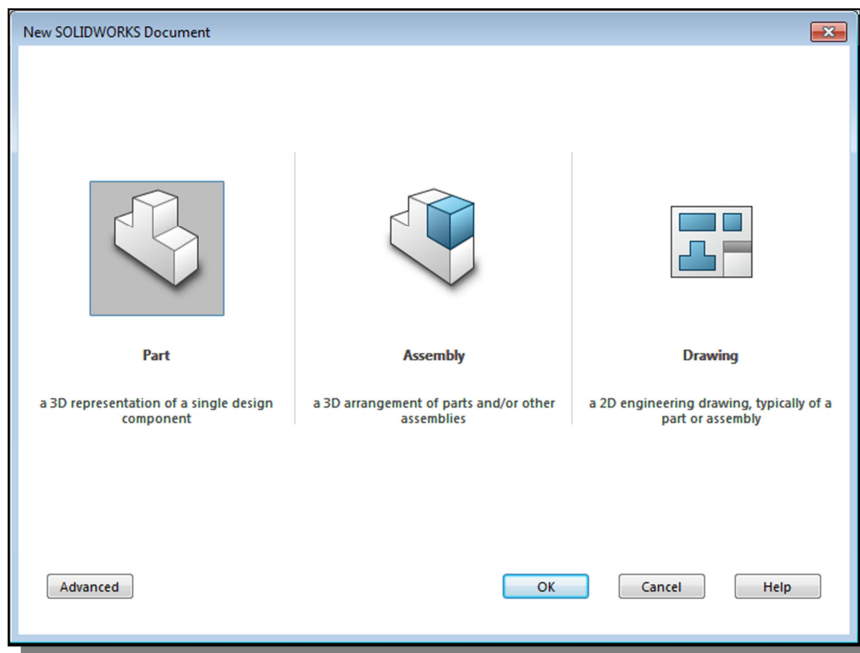 New SOLIDWORKS Document
Part
a 3D representation of a single design
component
Assembly
a 3D arrangement of parts and/or other
assemblies
Drawing
a 2D engineering drawing, typically of a
part or assembly
Advanced
OK
Cancel
Help